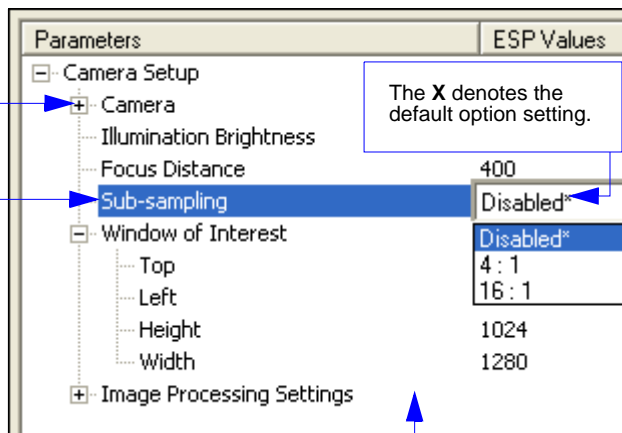 Parameters ESP Values
Camera Setup
Camera
Illumination Brightness
Focus Distance 400
Sub-sampling Disabled*
Window of Interest Disabled*
Top 4 : 1
Left 16 : 1
Height 1024
Width 1280
Image Processing Settings
The X denotes the
default option setting.